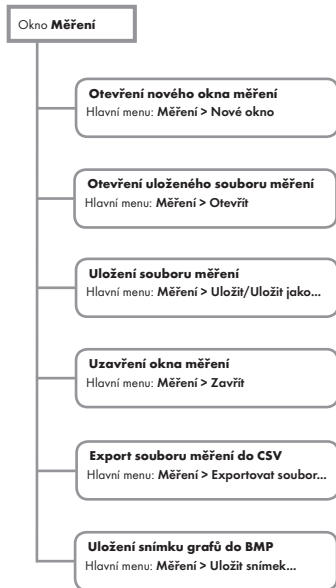 Okno Měření
Otevření nového okna měření
Hlavní menu: Měření > Nové okno
Otevření uloženého souboru měření
Hlavní menu: Měření > Otevřít
Uložení souboru měření
Hlavní menu: Měření > Uložit/Uložit jako...
Uzavření okna měření
Hlavní menu: Měření > Zavřít
Export souboru měření do CSV
Hlavní menu: Měření > Exportovat soubor...
Uložení snímku grafů do BMP
Hlavní menu: Měření > Uložit snímek...